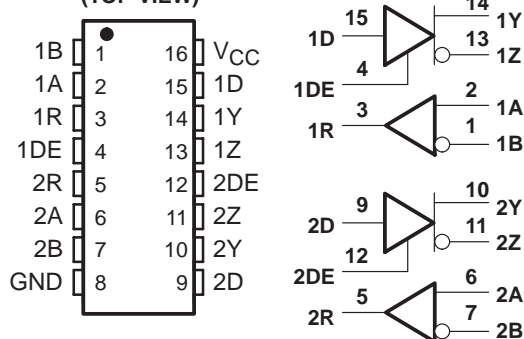 (TOP VIEW)
1B 1 16 VCC
1A 2 15 1D
1R 3 14 1Y
1DE 4 13 1Z
2R 5 12 2DE
2A 6 11 2Z
2B 7 10 2Y
GND 8 9 2D
14
15 1Y
1D 13
4 1Z
1DE
3 2 1A
1R 1
1B
10
9 2Y
2D 11
12 2Z
2DE
5 6 2A
2R 7
2B